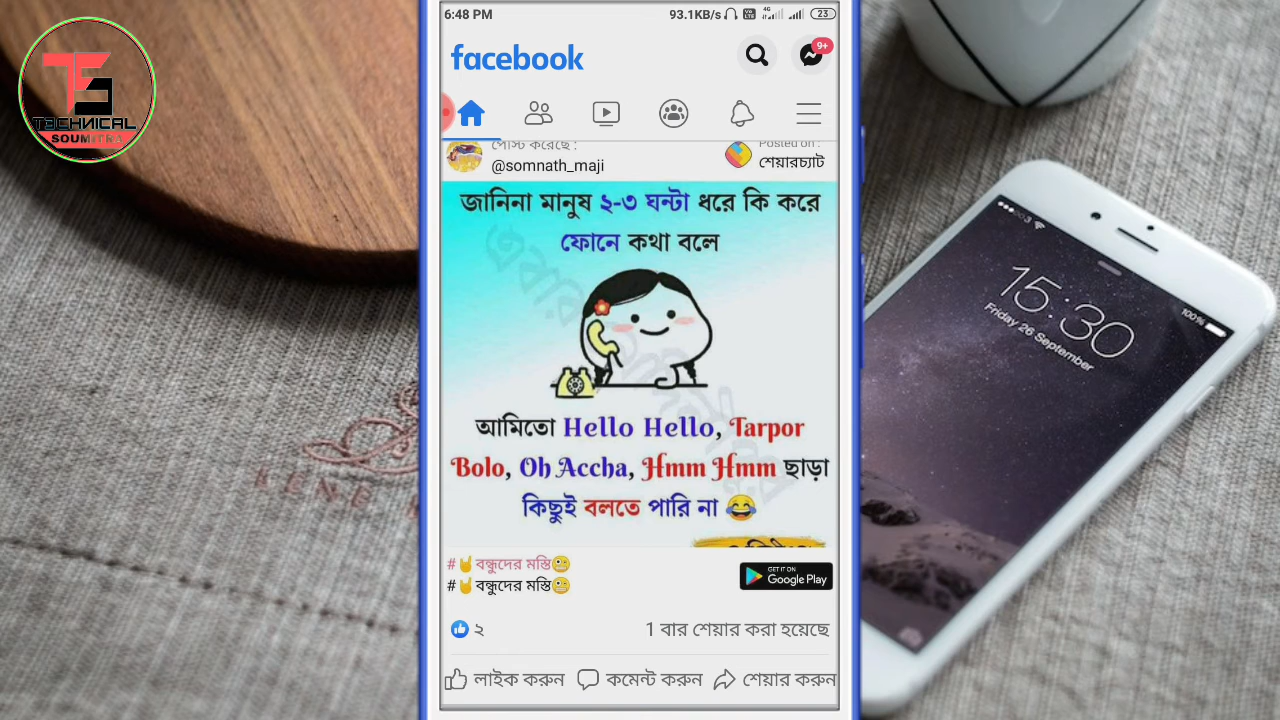 6:48 PM
93.1KB/s
4G
23
facebook
9+
TECHNICAL
SOUMITRA
পোস্ট করেছে :
@somnath_maji
Posted on :
শেয়ারচ্যাট
জানিনা মানুষ ২-৩ ঘন্টা ধরে কি করে
ফোনে কথা বলে
আমিতো Hello Hello, Tarpor
Bolo, Oh Accha, Hmm Hmm ছাড়া
কিছুই বলতে পারি না 😂
#🤘বন্ধুদের মস্তি😬
#🤘বন্ধুদের মস্তি😬
GET IT ON
Google Play
২
1 বার শেয়ার করা হয়েছে
লাইক করুন
কমেন্ট করুন
শেয়ার করুন
15:30
Friday 26 September
100%